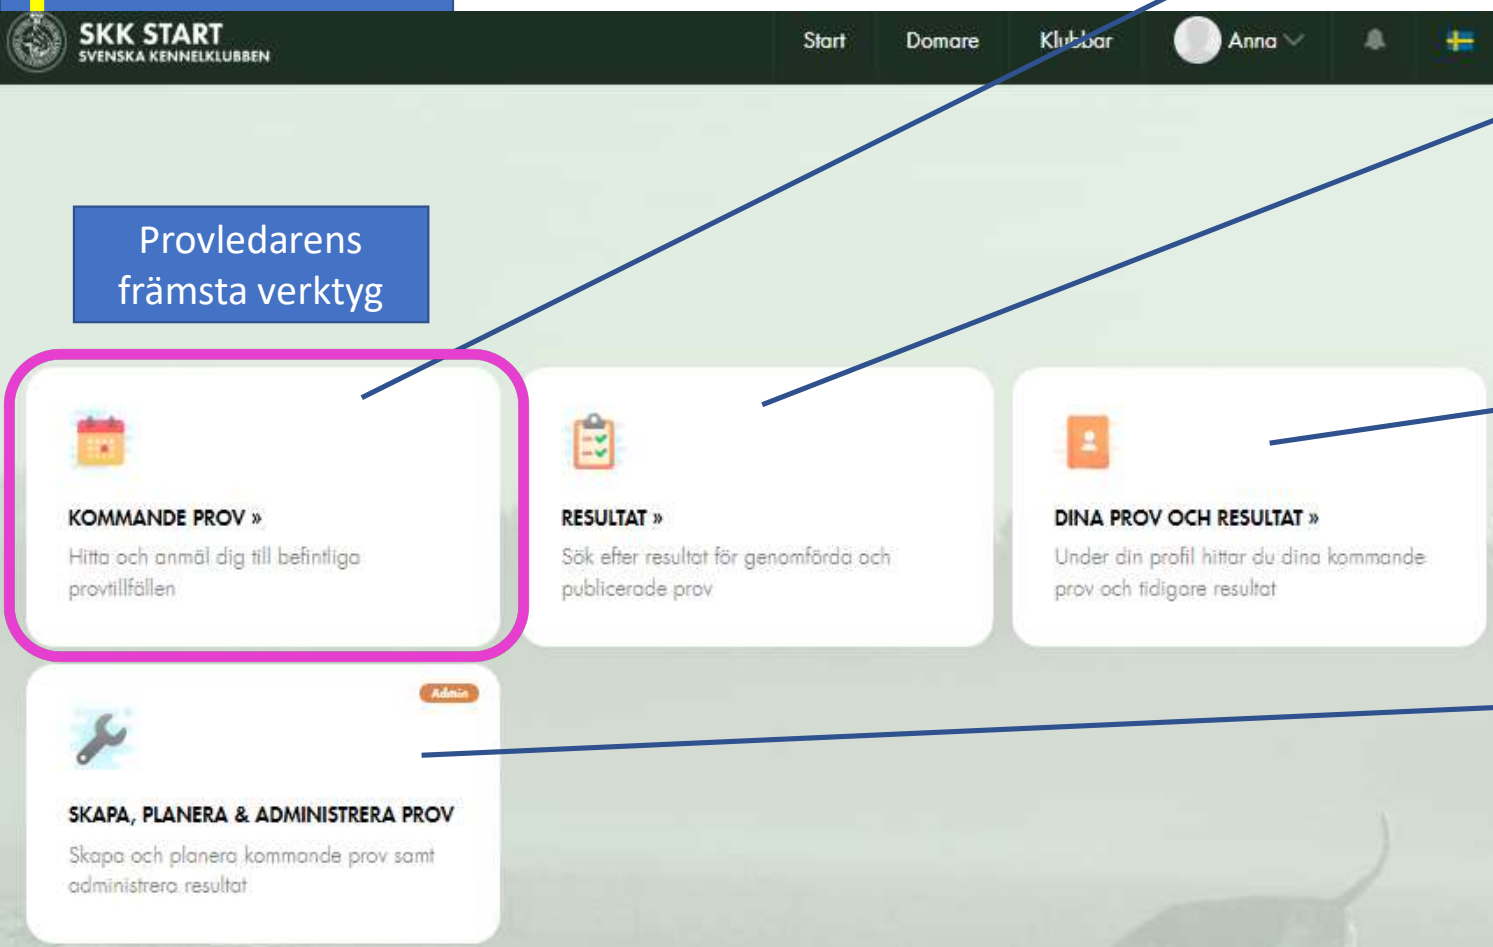 SKK START
SVENSKA KENNELKLUBBEN
Start Domare Klubbar Anna
Provledarens
främsta verktyg
KOMMANDE PROV »
Hitta och anmäl dig till befintliga
provtillfällen
RESULTAT »
Sök efter resultat för genomförda och
publicerade prov
DINA PROV OCH RESULTAT »
Under din profil hittar du dina kommande
prov och tidigare resultat
Admin
SKAPA, PLANERA & ADMINISTRERA PROV
Skapa och planera kommande prov samt
administrera resultat